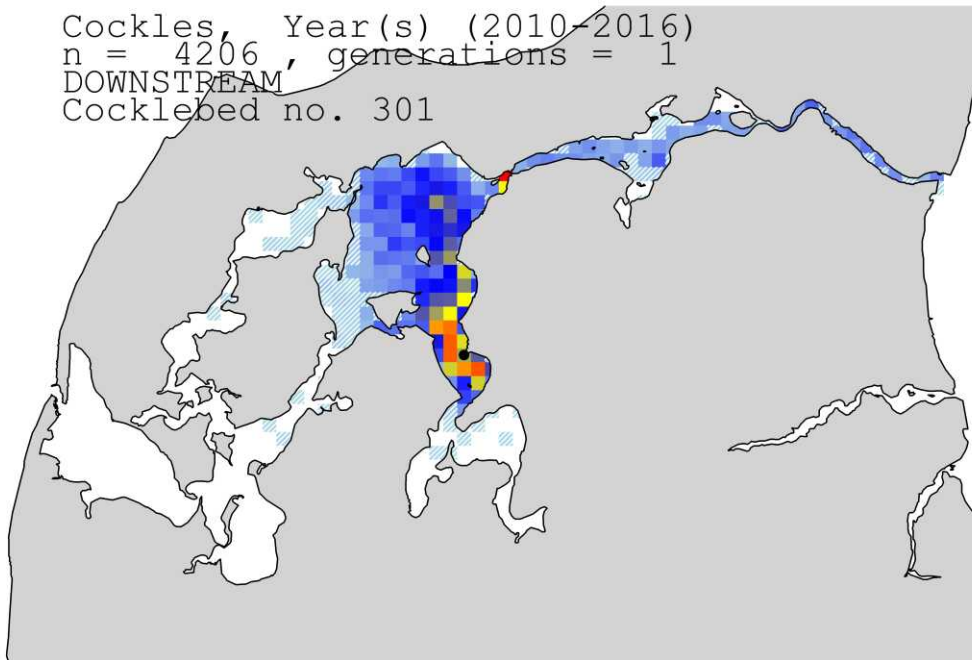 Cockles, Year(s) (2010-2016)
n = 4206 , generations = 1
DOWNSTREAM
Cocklebed no. 301